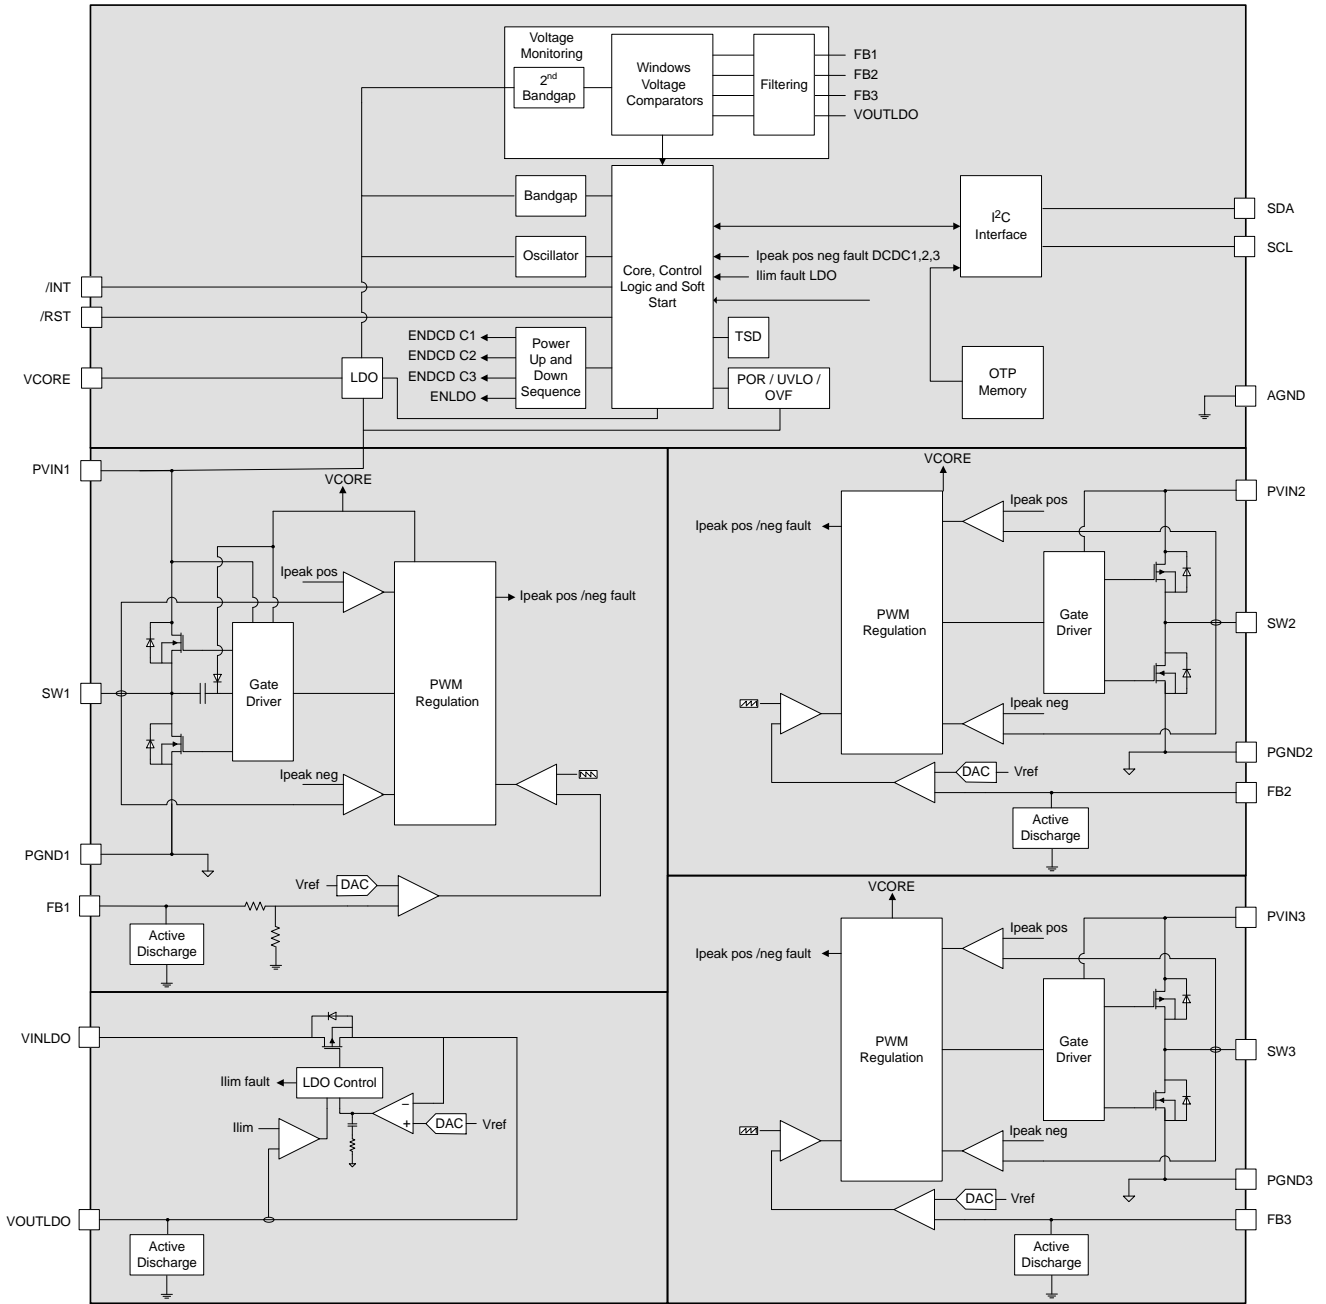 Voltage
Monitoring
2nd
Bandgap
Windows
Voltage
Comparators
Filtering
FB1
FB2
FB3
VOUTLDO
Bandgap
Oscillator
Core, Control
Logic and Soft
Start
I2C
Interface
SDA
SCL
Ipeak pos neg fault DCDC1,2,3
Ilim fault LDO
/INT
/RST
VCORE
LDO
ENDCD C1
ENDCD C2
ENDCD C3
ENLDO
Power
Up and
Down
Sequence
TSD
POR / UVLO /
OVF
OTP
Memory
AGND
PVIN1
VCORE
Ipeak pos
Ipeak pos /neg fault
Gate
Driver
PWM
Regulation
SW1
Ipeak neg
PGND1
Vref
DAC
FB1
Active
Discharge
VCORE
PVIN2
Ipeak pos
Ipeak pos /neg fault
PWM
Regulation
Gate
Driver
SW2
Ipeak neg
PGND2
DAC
Vref
FB2
Active
Discharge
VINLDO
Ilim fault
LDO Control
Ilim
−
+
DAC
Vref
VOUTLDO
Active
Discharge
VCORE
PVIN3
Ipeak pos
Ipeak pos /neg fault
PWM
Regulation
Gate
Driver
SW3
Ipeak neg
PGND3
DAC
Vref
FB3
Active
Discharge